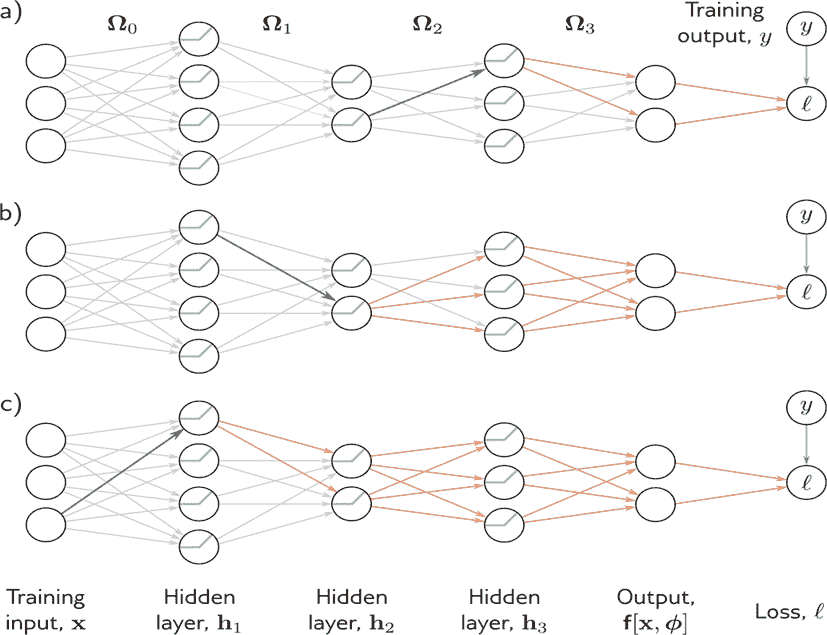 a)
Ω₀
Ω₁
Ω₂
Ω₃
Training
output, y
y
ℓ
b)
y
ℓ
c)
y
ℓ
Training
input, x
Hidden
layer, h₁
Hidden
layer, h₂
Hidden
layer, h₃
Output,
f[x, ϕ]
Loss, ℓ